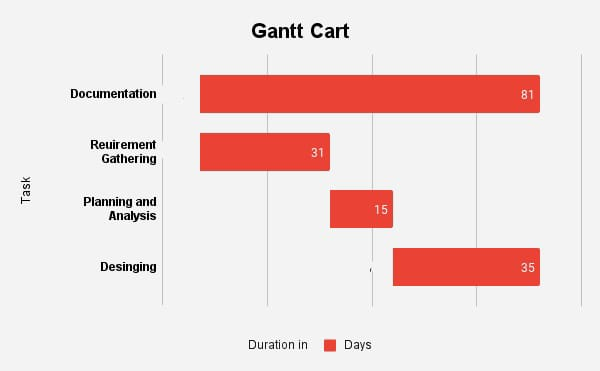 Gantt Cart
Documentation
81
Reuirement
Gathering
31
Planning and
Analysis
15
Desinging
35
Task
Duration in
Days